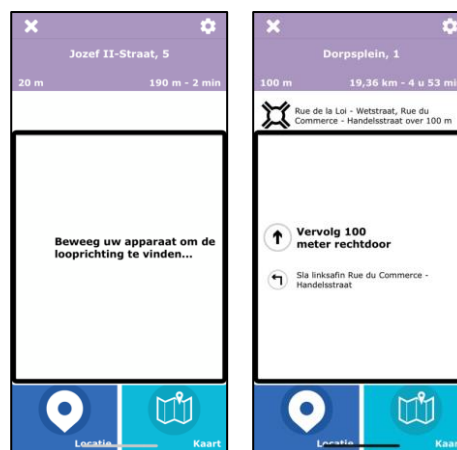 Jozef II-Straat, 5
20 m 190 m - 2 min
Beweeg uw apparaat om de
looprichting te vinden...
Locatie Kaart
Dorpsplein, 1
100 m 19,36 km - 4 u 53 min
Rue de la Loi - Wetstraat, Rue du
Commerce - Handelsstraat over 100 m
Vervolg 100
meter rechtdoor
Sla linksafin Rue du Commerce -
Handelsstraat
Locatie Kaart